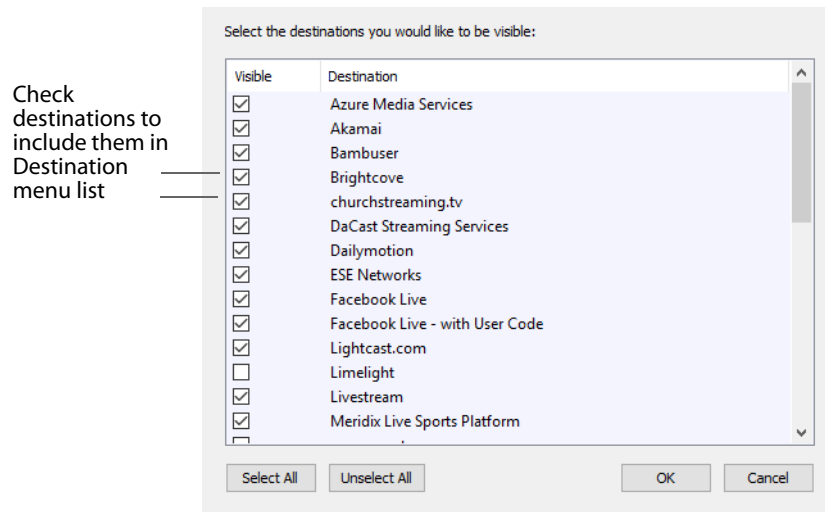 Select the destinations you would like to be visible:
Check
destinations to
include them in
Destination
menu list
Visible Destination
Azure Media Services
Akamai
Bambuser
Brightcove
churchstreaming.tv
DaCast Streaming Services
Dailymotion
ESE Networks
Facebook Live
Facebook Live - with User Code
Lightcast.com
Limelight
Livestream
Meridix Live Sports Platform
Select All Unselect All OK Cancel